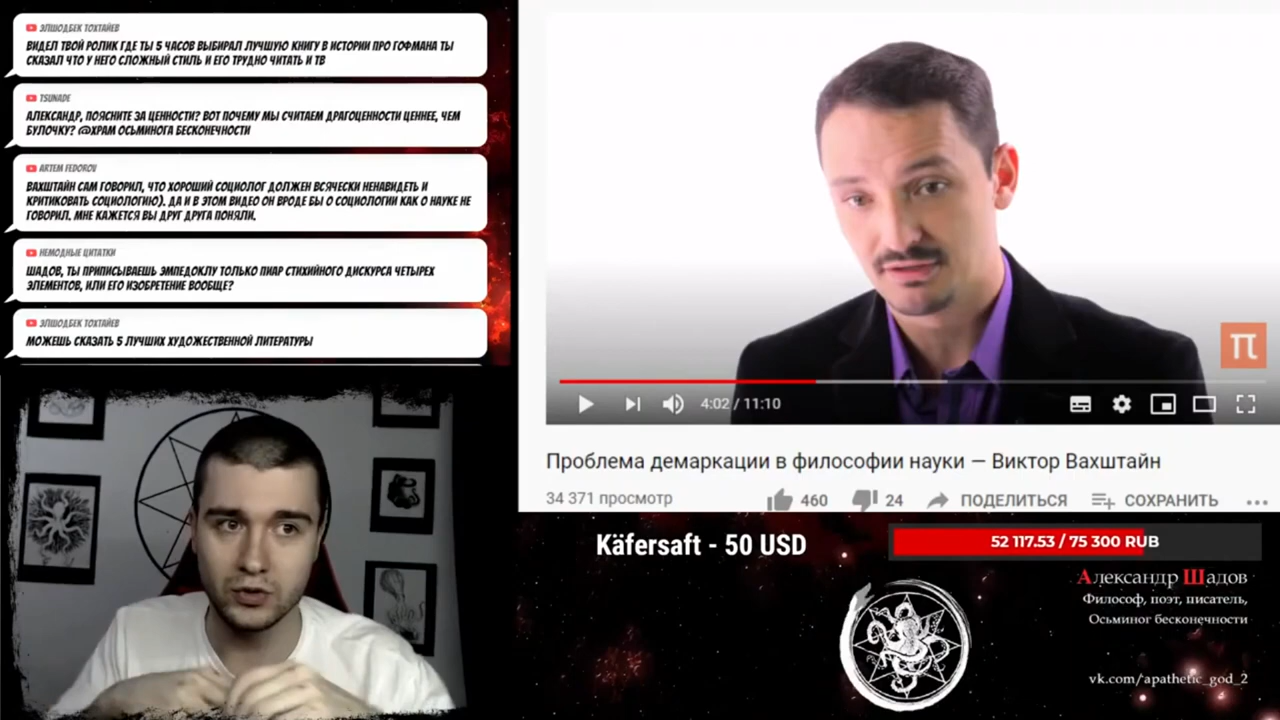 ЭЛШОДБЕК ТОХТАЙЕВ
ВИДЕЛ ТВОЙ РОЛИК ГДЕ ТЫ 5 ЧАСОВ ВЫБИРАЛ ЛУЧШУЮ КНИГУ В ИСТОРИИ ПРО ГОФМАНА ТЫ
СКАЗАЛ ЧТО У НЕГО СЛОЖНЫЙ СТИЛЬ И ЕГО ТРУДНО ЧИТАТЬ И ТВ
TSUNADE
АЛЕКСАНДР, ПОЯСНИТЕ ЗА ЦЕННОСТИ? ВОТ ПОЧЕМУ МЫ СЧИТАЕМ ДРАГОЦЕННОСТИ ЦЕННЕЕ, ЧЕМ
БУЛОЧКУ? @ХРАМ ОСЬМИНОГА БЕСКОНЕЧНОСТИ
ARTEM FEDOROV
ВАХШТАЙН САМ ГОВОРИЛ, ЧТО ХОРОШИЙ СОЦИОЛОГ ДОЛЖЕН ВСЯЧЕСКИ НЕНАВИДЕТЬ И
КРИТИКОВАТЬ СОЦИОЛОГИЮ). ДА И В ЭТОМ ВИДЕО ОН ВРОДЕ БЫ О СОЦИОЛОГИИ КАК О НАУКЕ НЕ
ГОВОРИЛ. МНЕ КАЖЕТСЯ ВЫ ДРУГ ДРУГА ПОНЯЛИ.
НЕМОДНЫЕ ЦИТАТКИ
ШАДОВ, ТЫ ПРИПИСЫВАЕШЬ ЭМПЕДОКЛУ ТОЛЬКО ПИАР СТИХИЙНОГО ДИСКУРСА ЧЕТЫРЕХ
ЭЛЕМЕНТОВ, ИЛИ ЕГО ИЗОБРЕТЕНИЕ ВООБЩЕ?
ЭЛШОДБЕК ТОХТАЙЕВ
МОЖЕШЬ СКАЗАТЬ 5 ЛУЧШИХ ХУДОЖЕСТВЕННОЙ ЛИТЕРАТУРЫ
π
4:02 / 11:10
Проблема демаркации в философии науки — Виктор Вахштайн
34 371 просмотр
460
24
ПОДЕЛИТЬСЯ
СОХРАНИТЬ
Käfersaft - 50 USD
52 117.53 / 75 300 RUB
Александр Шадов
Философ, поэт, писатель,
Осьминог бесконечности
vk.com/apathetic_god_2